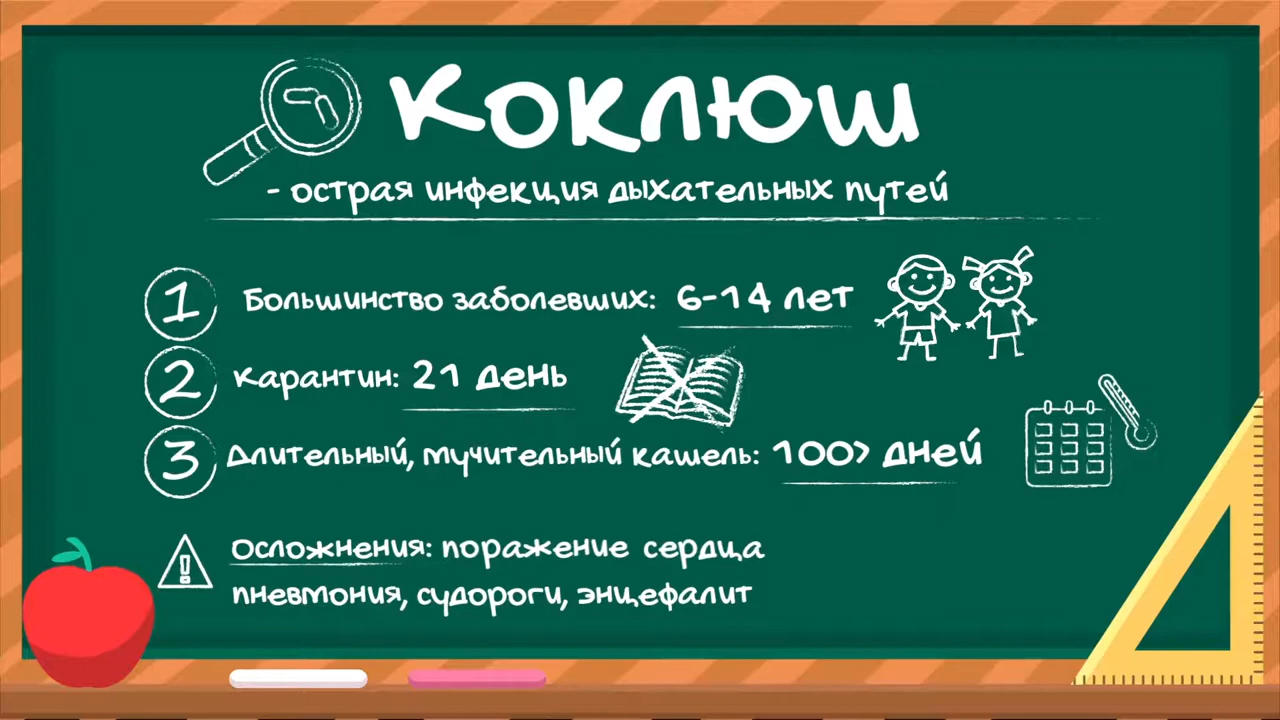 Коклюш
- острая инфекция дыхательных путей
1 Большинство заболевших: 6-14 лет
2 Карантин: 21 день
3 Длительный, мучительный кашель: 100> дней
Осложнения: поражение сердца
пневмония, судороги, энцефалит